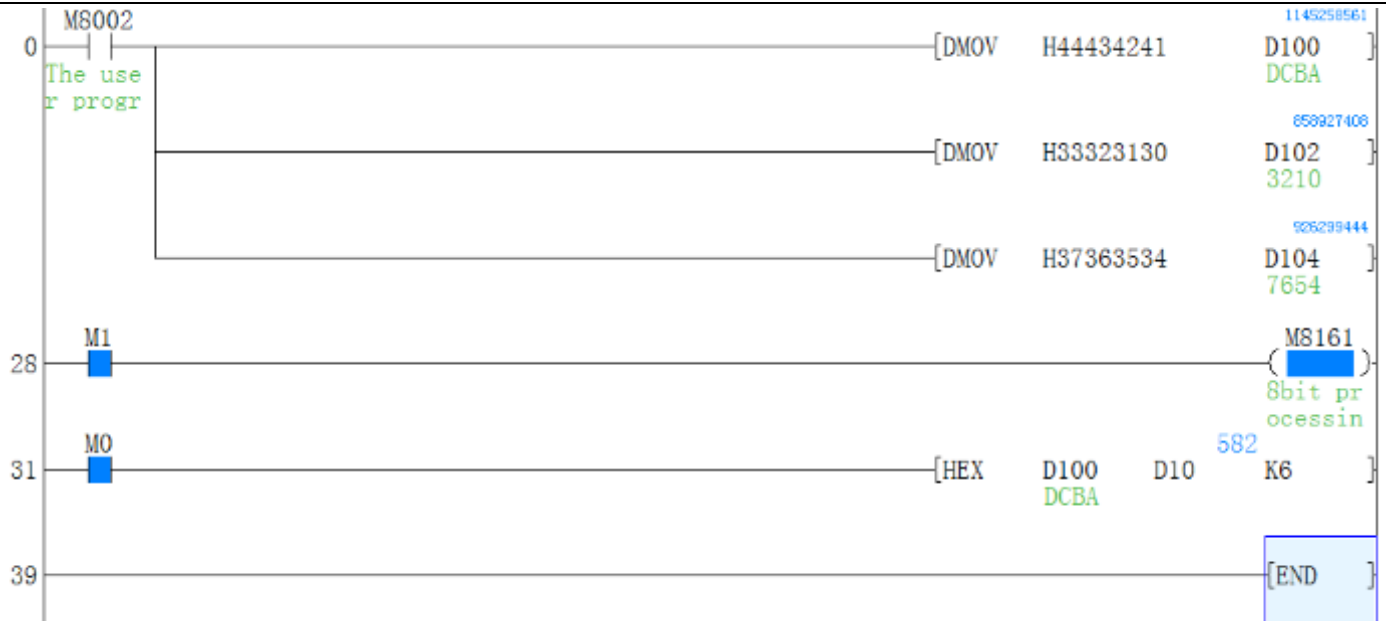 M8002
1145258561
0 [DMOV H44434241 D100 ]
The use DCBA
r progr
858927408
[DMOV H33323130 D102 ]
3210
926299444
[DMOV H37363534 D104 ]
7654
M1 M8161
28 ( )
8bit pr
ocessin
M0 582
31 [HEX D100 D10 K6 ]
DCBA
39 [END ]